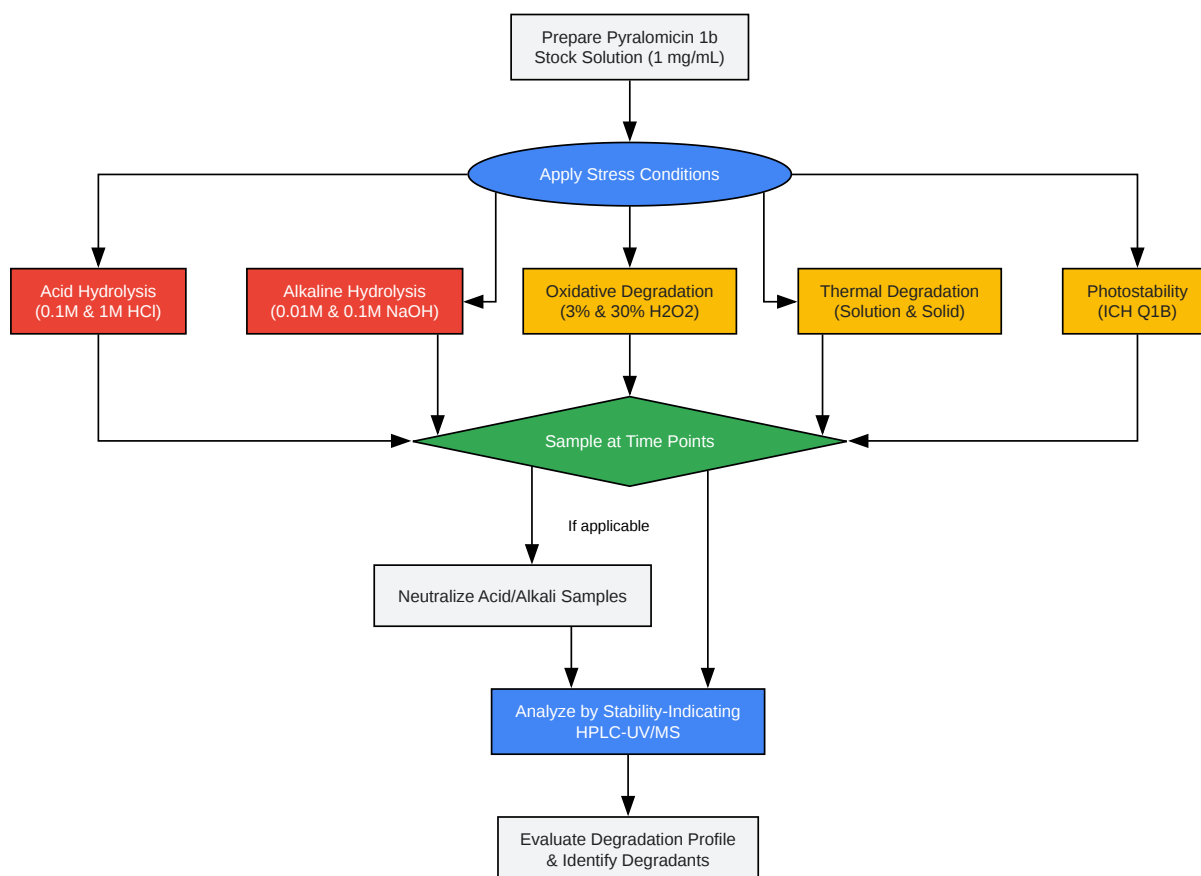 Prepare Pyralomicin 1b
Stock Solution (1 mg/mL)
Apply Stress Conditions
Acid Hydrolysis
(0.1M & 1M HCl)
Alkaline Hydrolysis
(0.01M & 0.1M NaOH)
Oxidative Degradation
(3% & 30% H2O2)
Thermal Degradation
(Solution & Solid)
Photostability
(ICH Q1B)
Sample at Time Points
If applicable
Neutralize Acid/Alkali Samples
Analyze by Stability-Indicating
HPLC-UV/MS
Evaluate Degradation Profile
& Identify Degradants